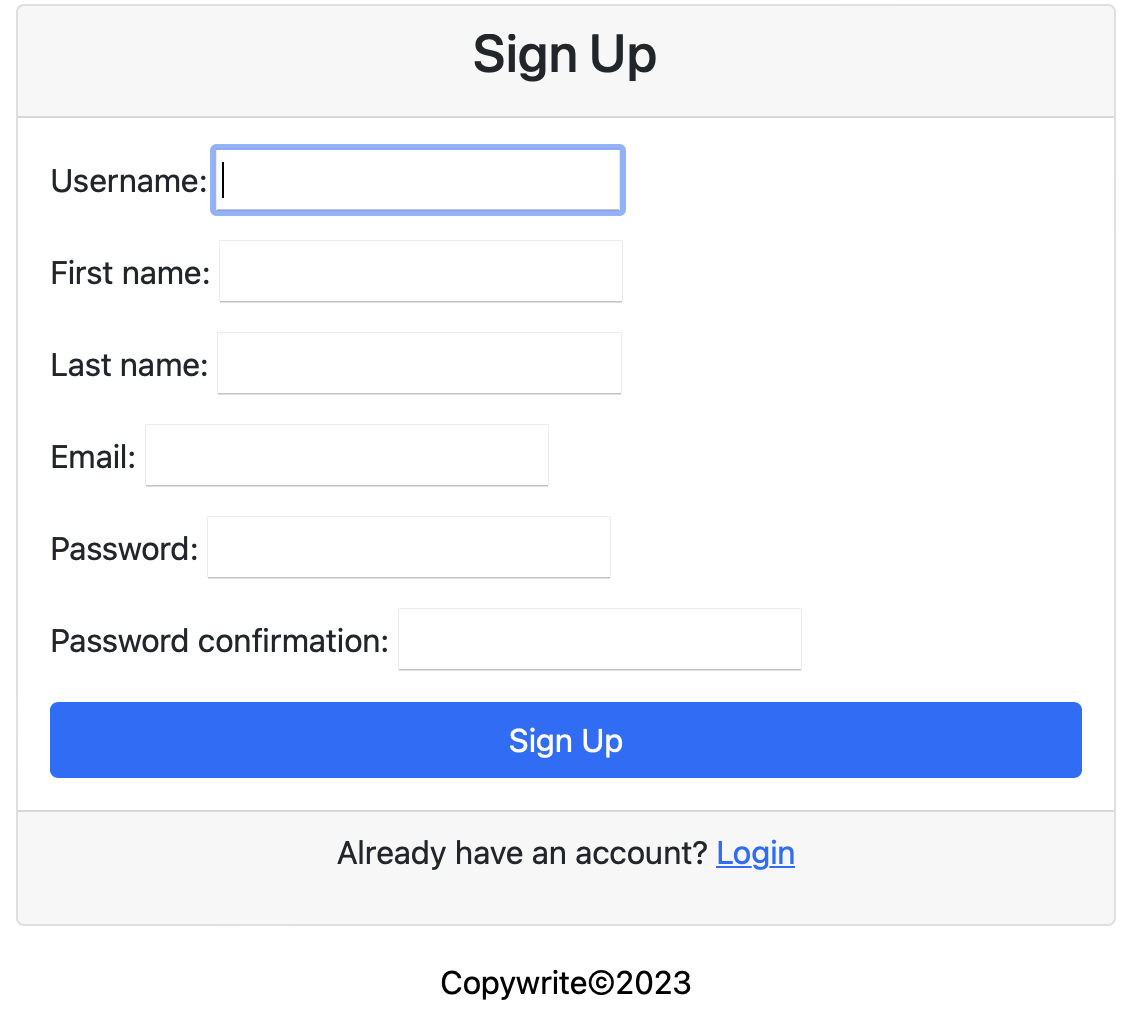 Sign Up
Username:
First name:
Last name:
Email:
Password:
Password confirmation:
Sign Up
Already have an account? Login
Copywrite©2023